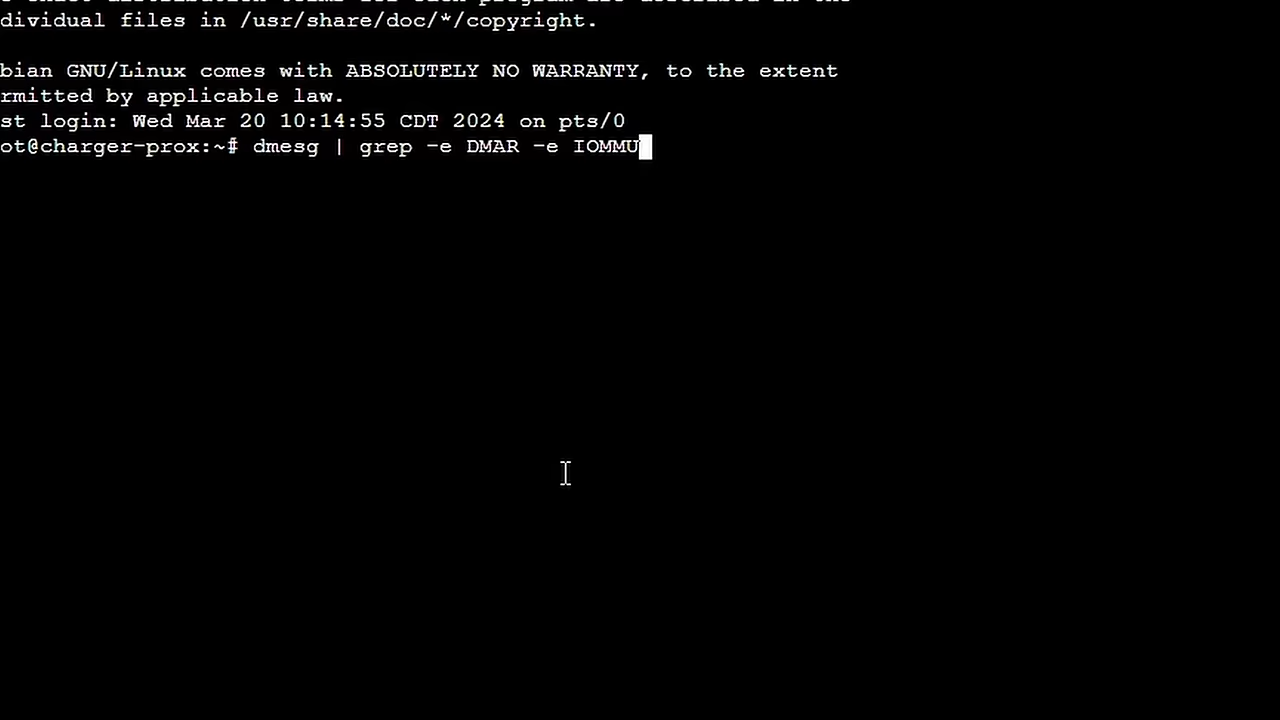 dividual files in /usr/share/doc/*/copyright.
bian GNU/Linux comes with ABSOLUTELY NO WARRANTY, to the extent
rmitted by applicable law.
st login: Wed Mar 20 10:14:55 CDT 2024 on pts/0
ot@charger-prox:~# dmesg | grep -e DMAR -e IOMMU